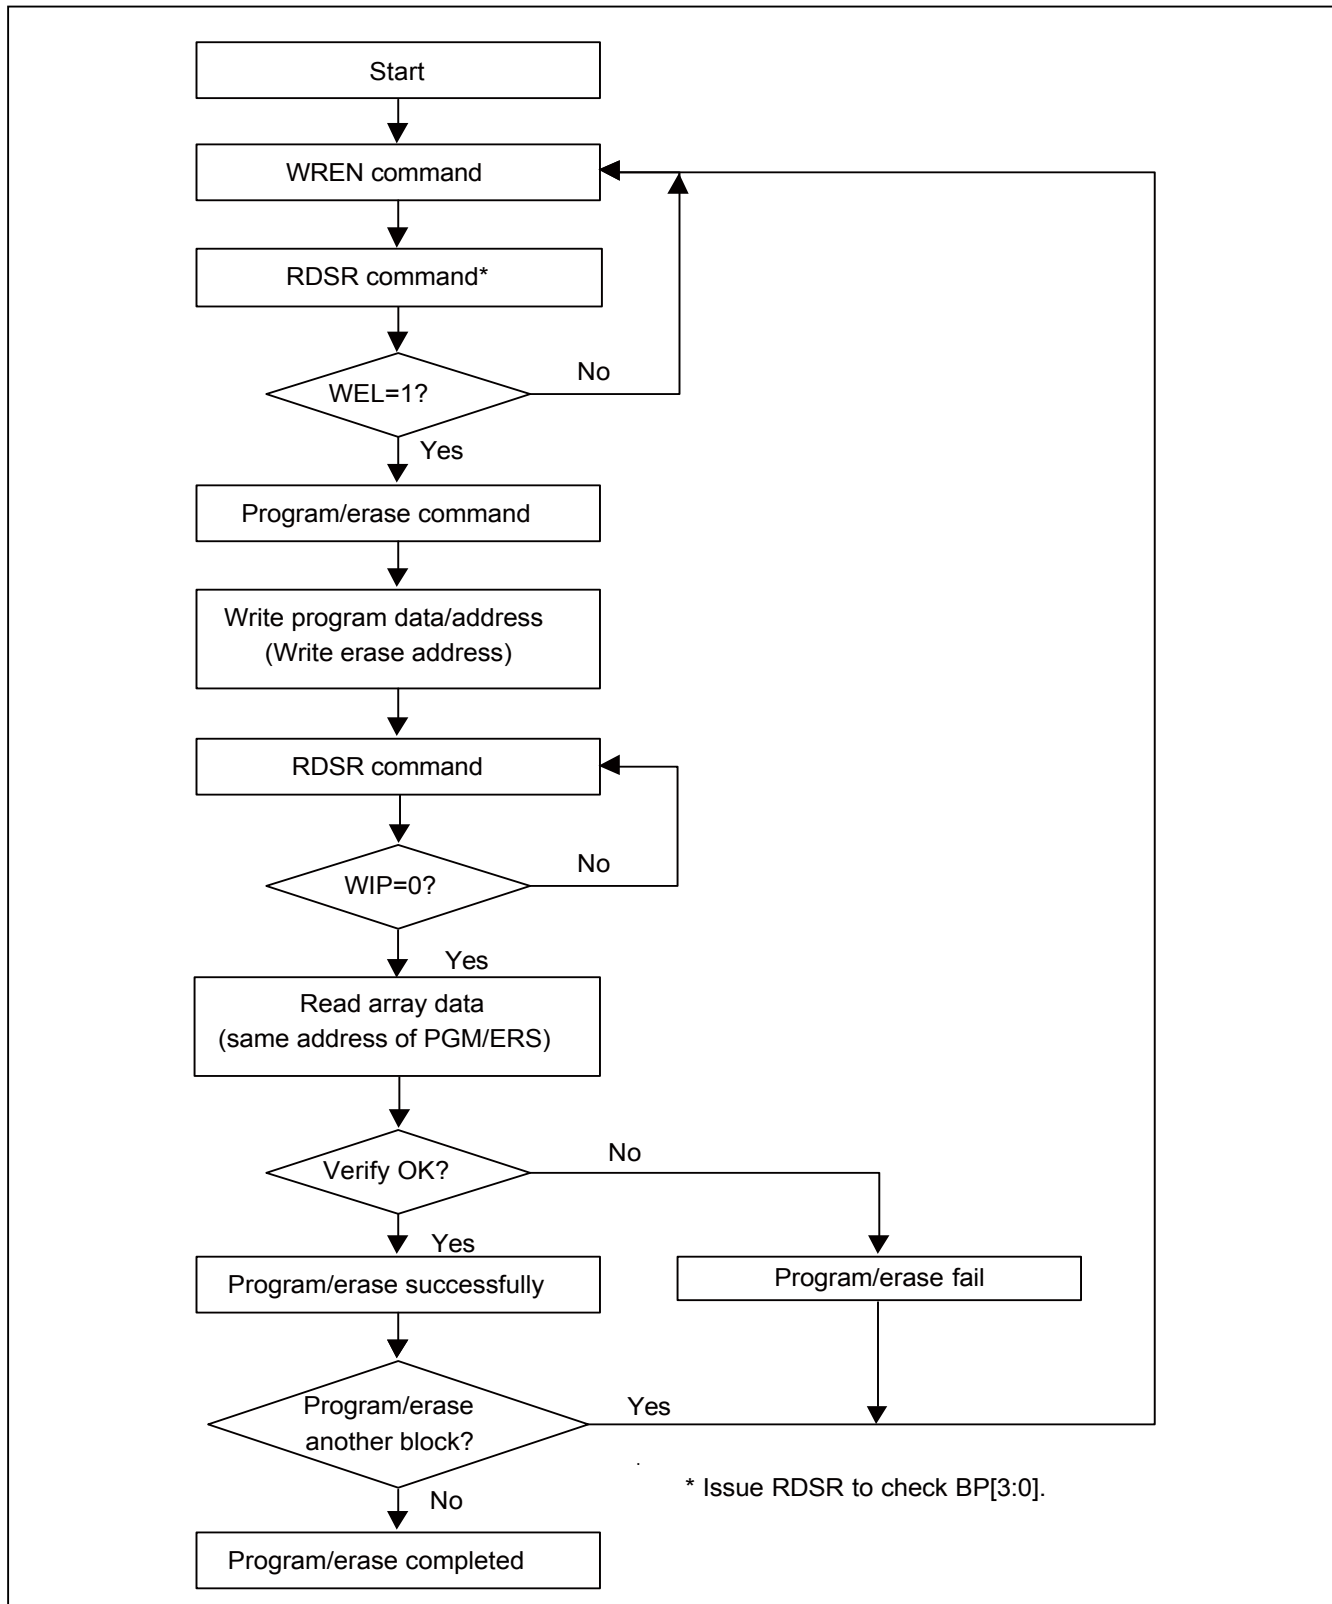 Start
WREN command
RDSR command*
WEL=1?
No
Yes
Program/erase command
Write program data/address
(Write erase address)
RDSR command
WIP=0?
No
Yes
Read array data
(same address of PGM/ERS)
Verify OK?
No
Yes
Program/erase successfully
Program/erase fail
Program/erase
another block?
Yes
* Issue RDSR to check BP[3:0].
No
Program/erase completed